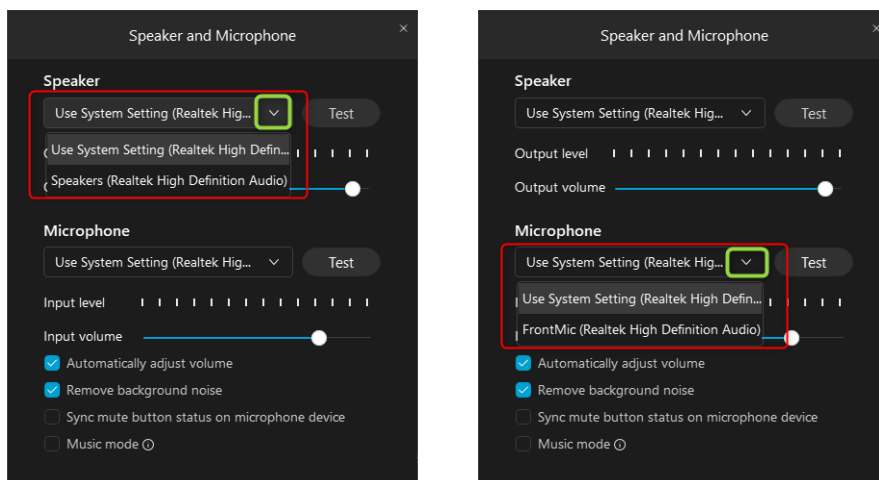 Speaker and Microphone
Speaker
Use System Setting (Realtek Hig...
Test
Use System Setting (Realtek High Defin...
Speakers (Realtek High Definition Audio)
Microphone
Use System Setting (Realtek Hig...
Test
Input level
Input volume
Automatically adjust volume
Remove background noise
Sync mute button status on microphone device
Music mode
Speaker and Microphone
Speaker
Use System Setting (Realtek Hig...
Test
Output level
Output volume
Microphone
Use System Setting (Realtek Hig...
Test
Use System Setting (Realtek High Defin...
FrontMic (Realtek High Definition Audio)
Automatically adjust volume
Remove background noise
Sync mute button status on microphone device
Music mode